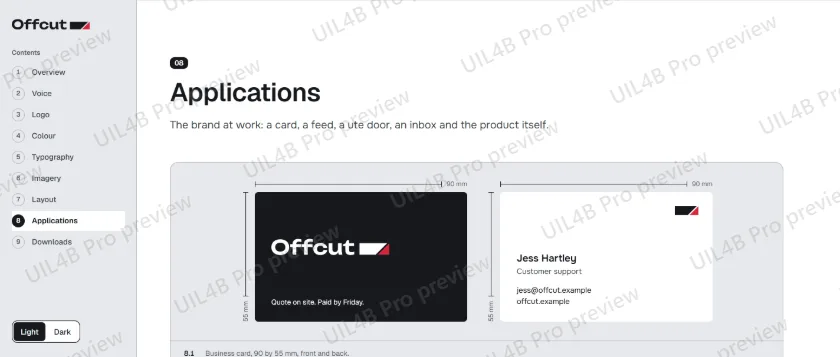 Offcut
Contents
1 Overview
2 Voice
3 Logo
4 Colour
5 Typography
6 Imagery
7 Layout
8 Applications
9 Downloads
Light Dark
08
Applications
The brand at work: a card, a feed, a ute door, an inbox and the product itself.
90 mm
55 mm
Offcut
Quote on site. Paid by Friday.
90 mm
55 mm
Jess Hartley
Customer support
jess@offcut.example
offcut.example
8.1 Business card, 90 by 55 mm, front and back.
UIL4B Pro preview